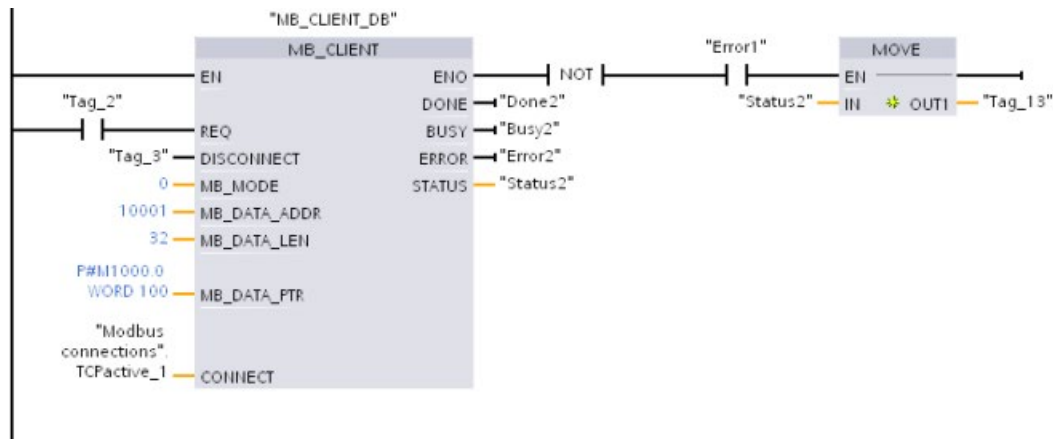 "MB_CLIENT_DB"
MB_CLIENT
"Error1"
MOVE
EN
ENO
NOT
EN
"Tag_2"
DONE
"Done2"
"Status2"
IN
OUT1
"Tag_13"
REQ
BUSY
"Busy2"
"Tag_3"
DISCONNECT
ERROR
"Error2"
0
MB_MODE
STATUS
"Status2"
10001
MB_DATA_ADDR
32
MB_DATA_LEN
P#M1000.0
WORD 100
MB_DATA_PTR
"Modbus
connections".
TCPactive_1
CONNECT